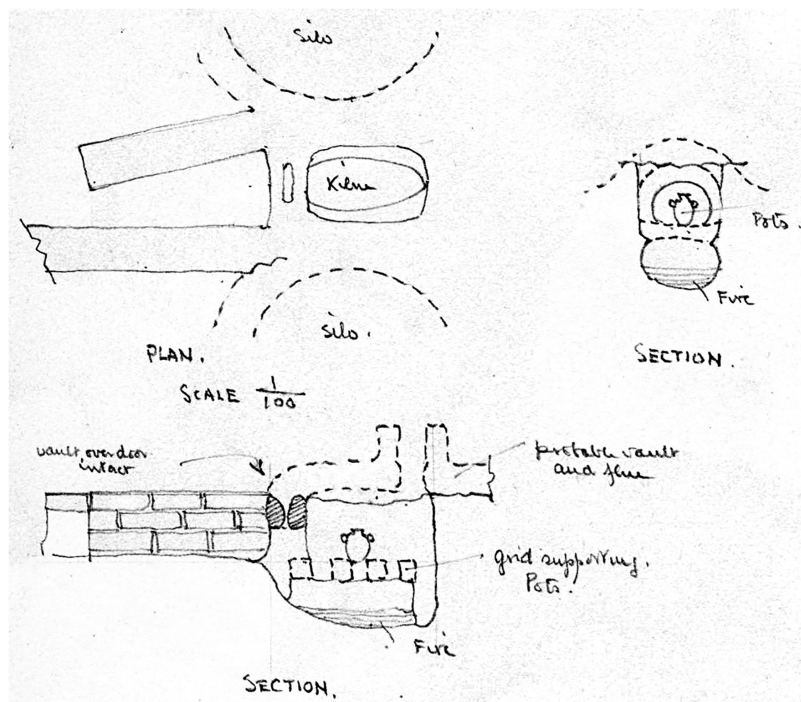 Silo
Kilne
Pots.
Fire
Silo.
PLAN.
SECTION.
SCALE 1/100
vault over door
intact
probable vault
and flue
grid supporting.
Pots.
Fire
SECTION.